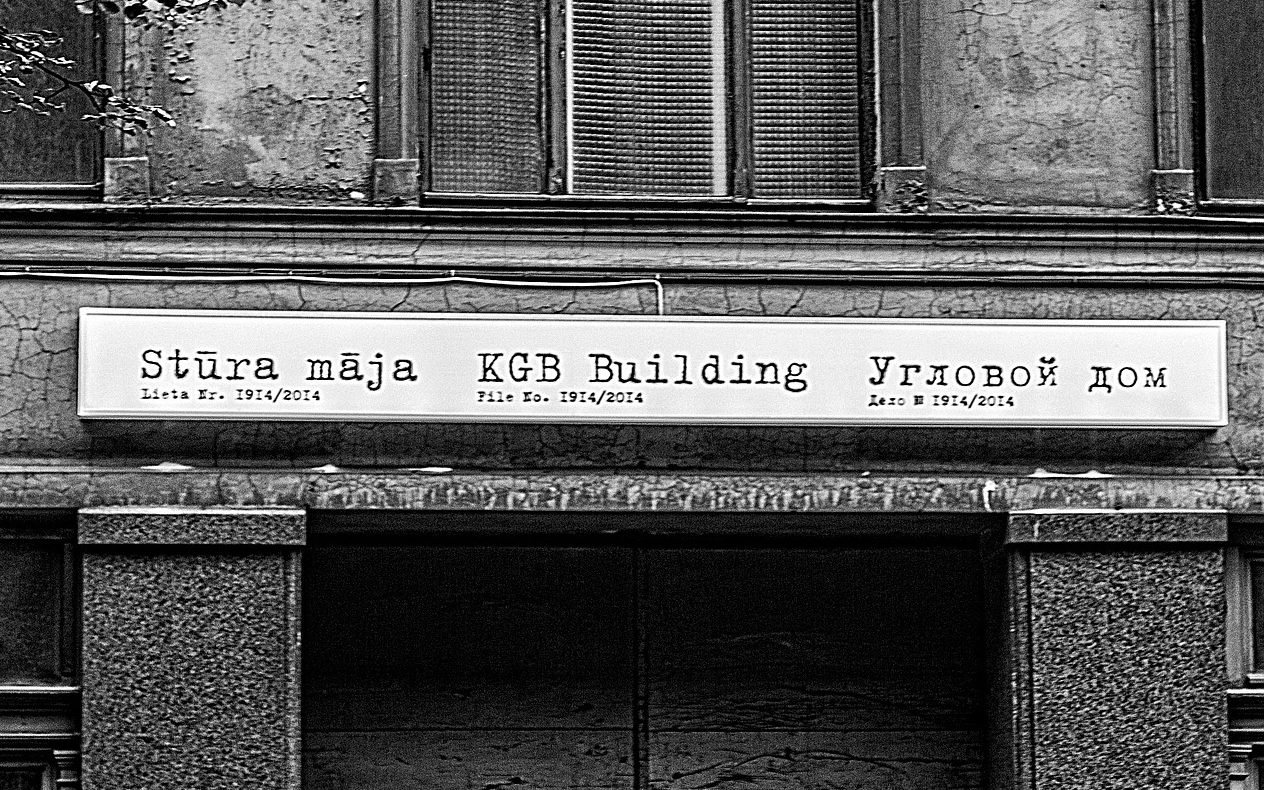 Stūra māja
Lieta Nr. 1914/2014
KGB Building
File No. 1914/2014
Угловой дом
Дело № 1914/2014